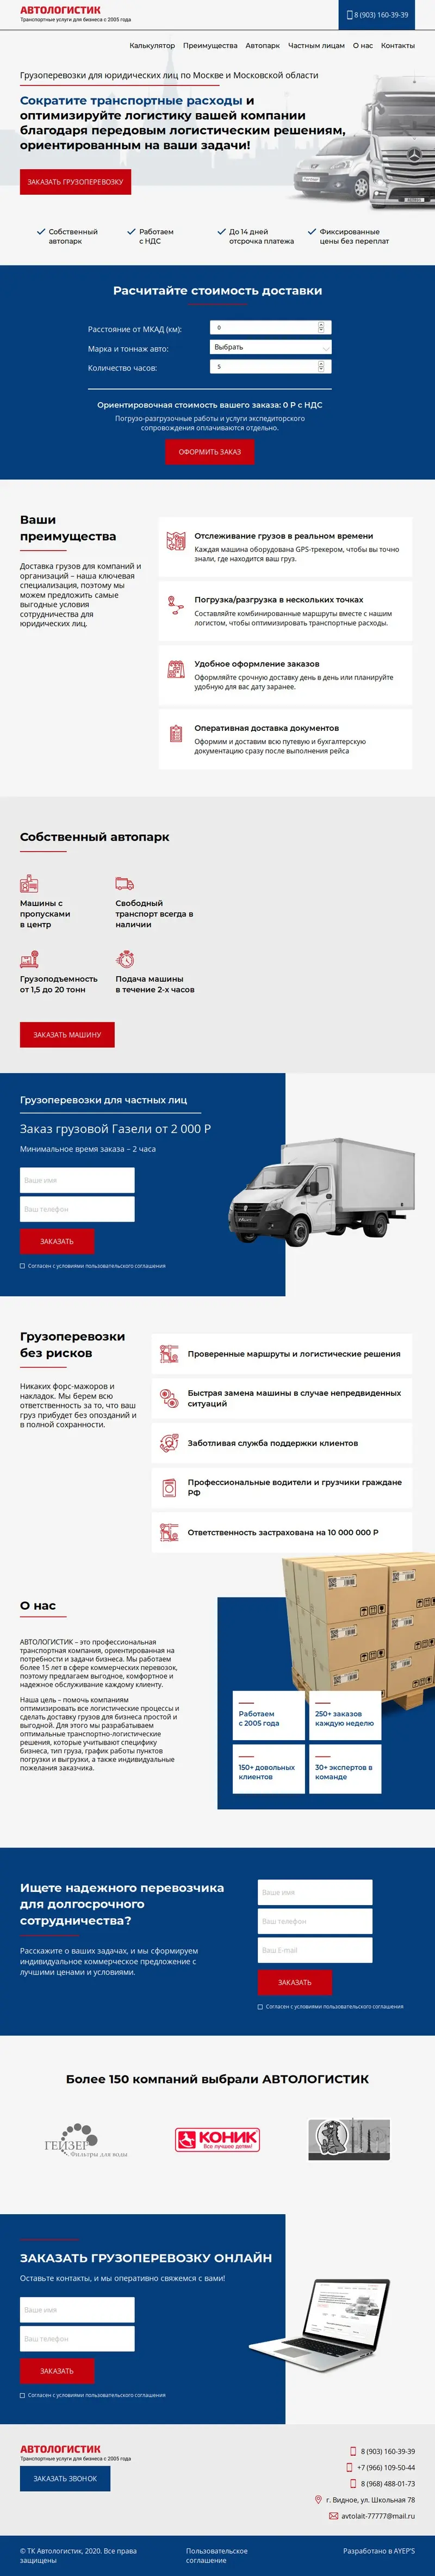 АВТОЛОГИСТИК
Транспортные услуги для бизнеса с 2005 года
8 (903) 160-39-39
Калькулятор Преимущества Автопарк Частным лицам О нас Контакты
Грузоперевозки для юридических лиц по Москве и Московской области
Сократите транспортные расходы и
оптимизируйте логистику вашей компании
благодаря передовым логистическим решениям,
ориентированным на ваши задачи!
ЗАКАЗАТЬ ГРУЗОПЕРЕВОЗКУ
Собственный
автопарк
Работаем
с НДС
До 14 дней
отсрочка платежа
Фиксированные
цены без переплат
Расчитайте стоимость доставки
Расстояние от МКАД (км):
0
Марка и тоннаж авто:
Выбрать
Количество часов:
5
Ориентировочная стоимость вашего заказа: 0 Р с НДС
Погрузо-разгрузочные работы и услуги экспедиторского
сопровождения оплачиваются отдельно.
ОФОРМИТЬ ЗАКАЗ
Ваши
преимущества
Доставка грузов для компаний и
организаций – наша ключевая
специализация, поэтому мы
можем предложить самые
выгодные условия
сотрудничества для
юридических лиц.
Отслеживание грузов в реальном времени
Каждая машина оборудована GPS-трекером, чтобы вы точно
знали, где находится ваш груз.
Погрузка/разгрузка в нескольких точках
Составляйте комбинированные маршруты вместе с нашим
логистом, чтобы оптимизировать транспортные расходы.
Удобное оформление заказов
Оформляйте срочную доставку день в день или планируйте
удобную для вас дату заранее.
Оперативная доставка документов
Оформим и доставим всю путевую и бухгалтерскую
документацию сразу после выполнения рейса
Собственный автопарк
Машины с
пропусками
в центр
Свободный
транспорт всегда в
наличии
Грузоподъемность
от 1,5 до 20 тонн
Подача машины
в течение 2-х часов
ЗАКАЗАТЬ МАШИНУ
Грузоперевозки для частных лиц
Заказ грузовой Газели от 2 000 Р
Минимальное время заказа – 2 часа
Ваше имя
Ваш телефон
ЗАКАЗАТЬ
Согласен с условиями пользовательского соглашения
Грузоперевозки
без рисков
Никаких форс-мажоров и
накладок. Мы берем всю
ответственность за то, что ваш
груз прибудет без опозданий и
в полной сохранности.
Проверенные маршруты и логистические решения
Быстрая замена машины в случае непредвиденных
ситуаций
Заботливая служба поддержки клиентов
Профессиональные водители и грузчики граждане
РФ
Ответственность застрахована на 10 000 000 Р
О нас
АВТОЛОГИСТИК – это профессиональная
транспортная компания, ориентированная на
потребности и задачи бизнеса. Мы работаем
более 15 лет в сфере коммерческих перевозок,
поэтому предлагаем выгодное, комфортное и
надежное обслуживание каждому клиенту.
Наша цель – помочь компаниям
оптимизировать все логистические процессы и
сделать доставку грузов для бизнеса простой и
выгодной. Для этого мы разрабатываем
оптимальные транспортно-логистические
решения, которые учитывают специфику
бизнеса, тип груза, график работы пунктов
погрузки и выгрузки, а также индивидуальные
пожелания заказчика.
Работаем
с 2005 года
250+ заказов
каждую неделю
150+ довольных
клиентов
30+ экспертов в
команде
Ищете надежного перевозчика
для долгосрочного
сотрудничества?
Расскажите о ваших задачах, и мы сформируем
индивидуальное коммерческое предложение с
лучшими ценами и условиями.
Ваше имя
Ваш телефон
Ваш E-mail
ЗАКАЗАТЬ
Согласен с условиями пользовательского соглашения
Более 150 компаний выбрали АВТОЛОГИСТИК
ГЕЙЗЕР
Фильтры для воды
КОНИК
Все лучшее детям!
ЗАКАЗАТЬ ГРУЗОПЕРЕВОЗКУ ОНЛАЙН
Оставьте контакты, и мы оперативно свяжемся с вами!
Ваше имя
Ваш телефон
ЗАКАЗАТЬ
Согласен с условиями пользовательского соглашения
АВТОЛОГИСТИК
Транспортные услуги для бизнеса с 2005 года
ЗАКАЗАТЬ ЗВОНОК
8 (903) 160-39-39
+7 (966) 109-50-44
8 (968) 488-01-73
г. Видное, ул. Школьная 78
avtolait-77777@mail.ru
© ТК Автологистик, 2020. Все права
защищены
Пользовательское
соглашение
Разработано в AYEP'S